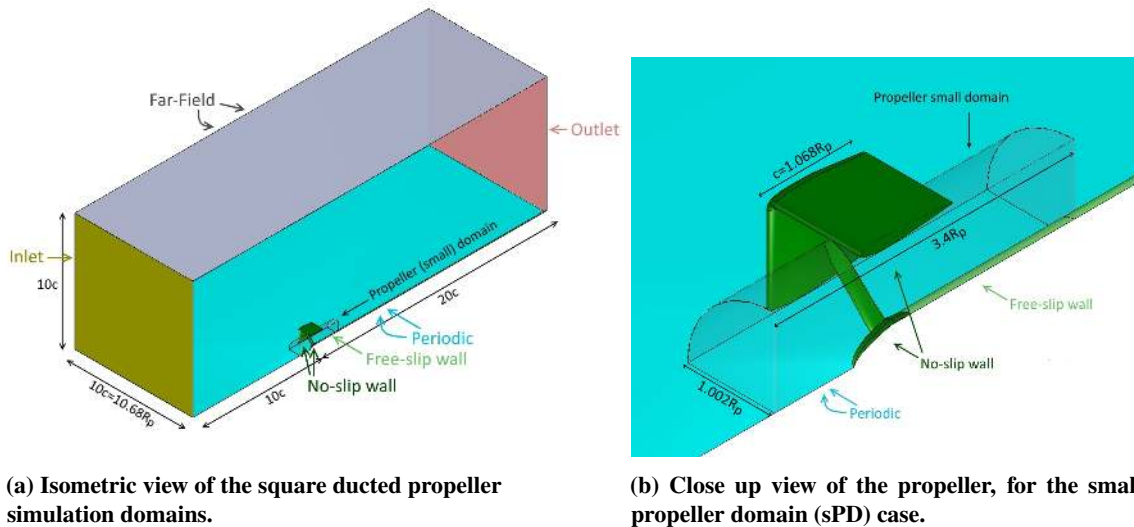 Far-Field
Outlet
Inlet
10c
Propeller (small) domain
20c
Periodic
Free-slip wall
No-slip wall
10c
10c=10.68Rp
Propeller small domain
c=1.068Rp
3.4Rp
Free-slip wall
No-slip wall
1.002Rp
Periodic
(a) Isometric view of the square ducted propeller
simulation domains.
(b) Close up view of the propeller, for the small
propeller domain (sPD) case.